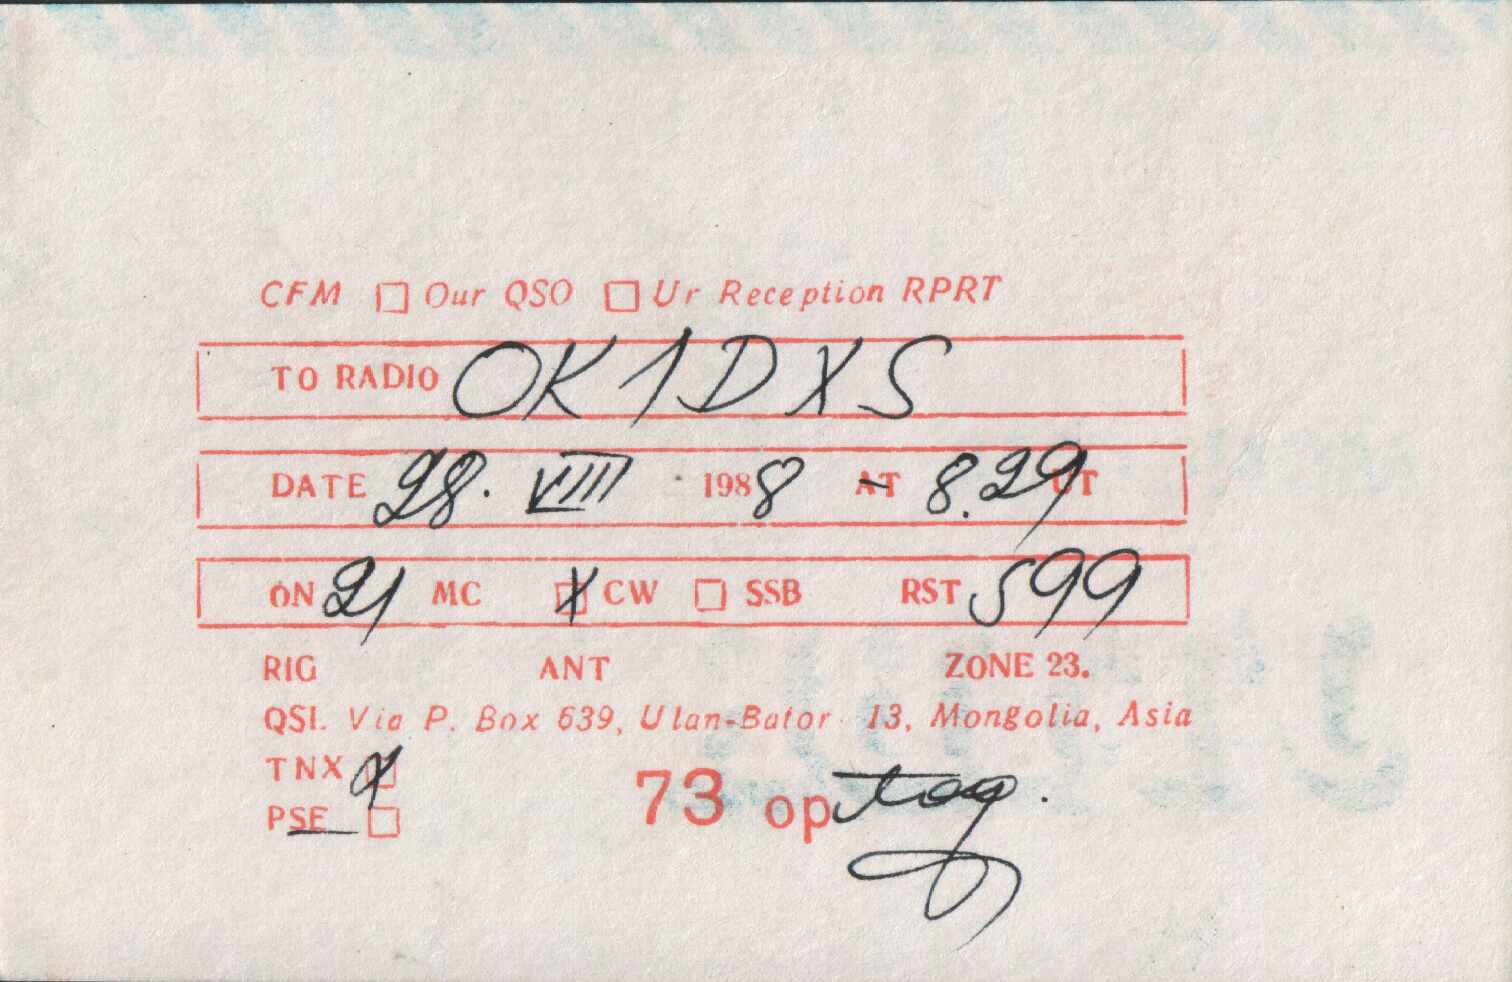 CFM □ Our QSO □ Ur Reception RPRT
TO RADIO OK1DXS
DATE 28. VIII 1988 AT 8.29 UT
ON 21 MC ☒ CW □ SSB RST 599
RIG ANT ZONE 23.
QSL Via P. Box 639, Ulan-Bator 13, Mongolia, Asia
TNX
PSE □
73 op